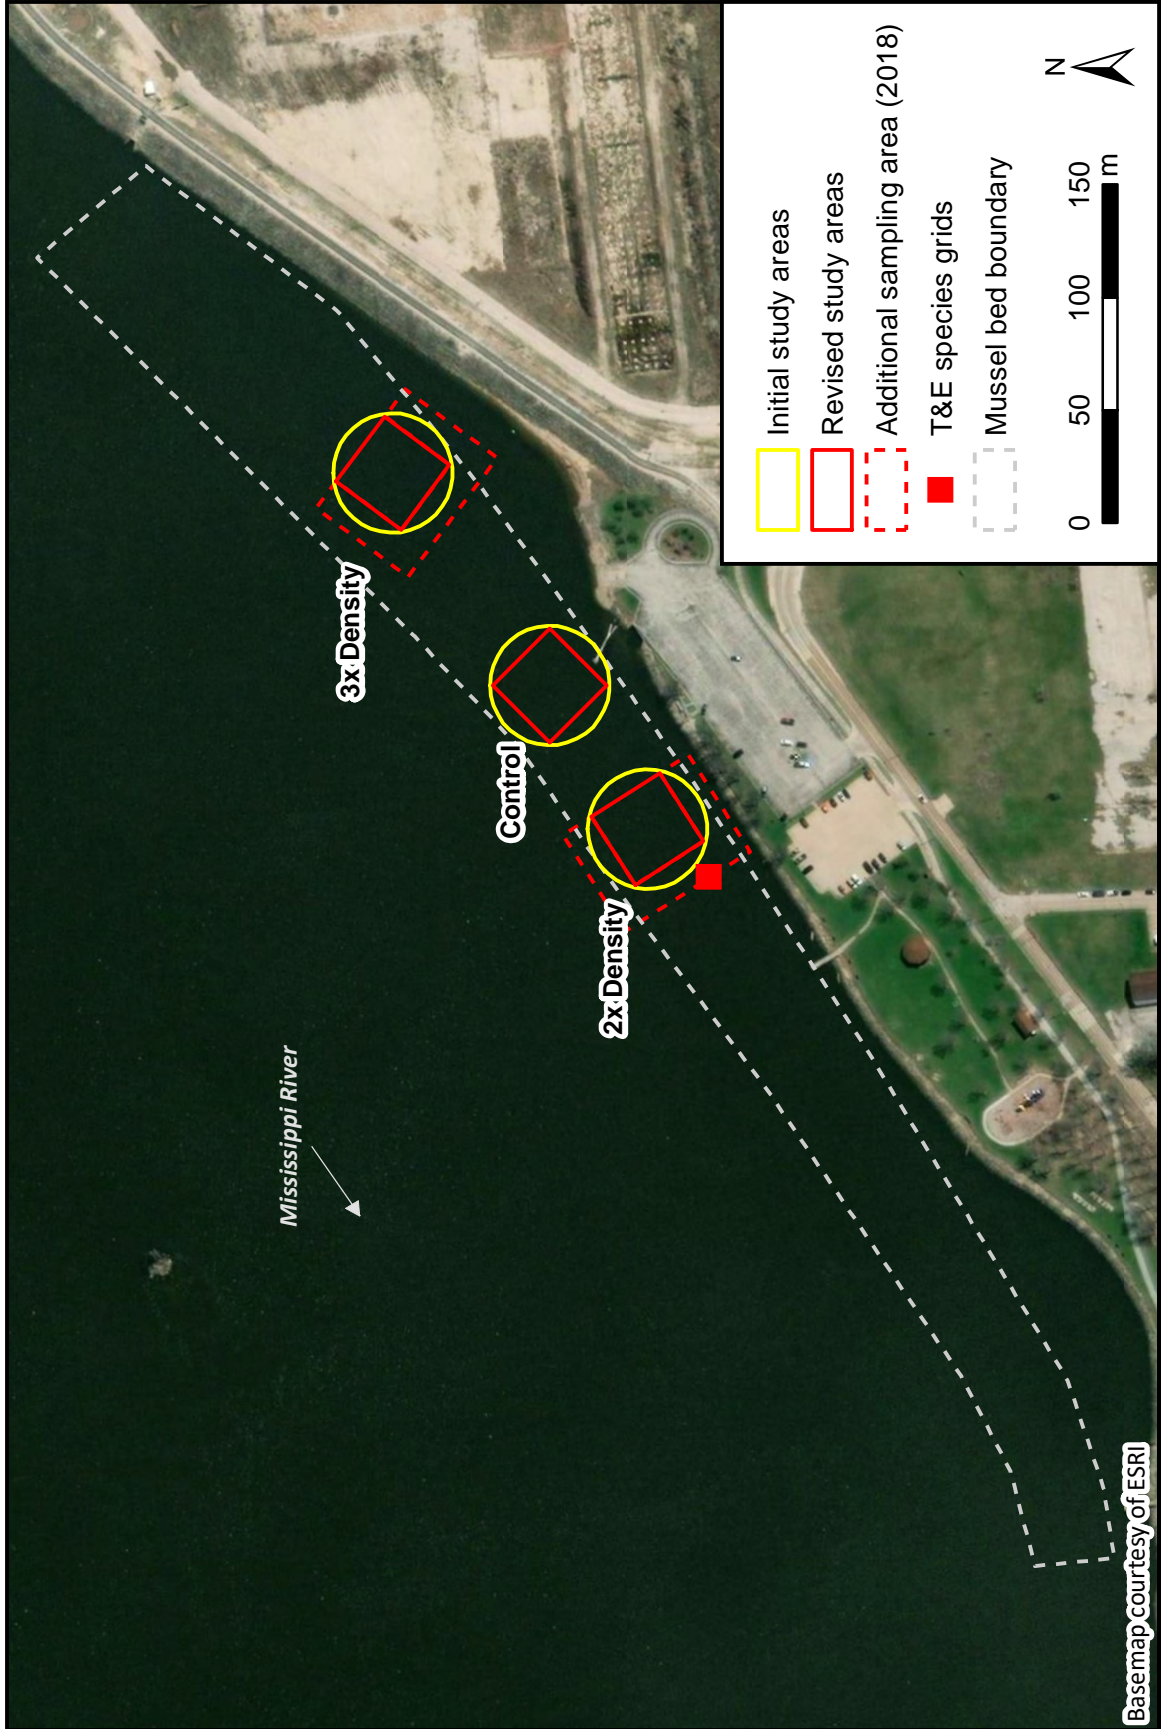 Mississippi River
2x Density
Control
3x Density
Initial study areas
Revised study areas
Additional sampling area (2018)
T&E species grids
Mussel bed boundary
0 50 100 150
m
N
Basemap courtesy of ESRI